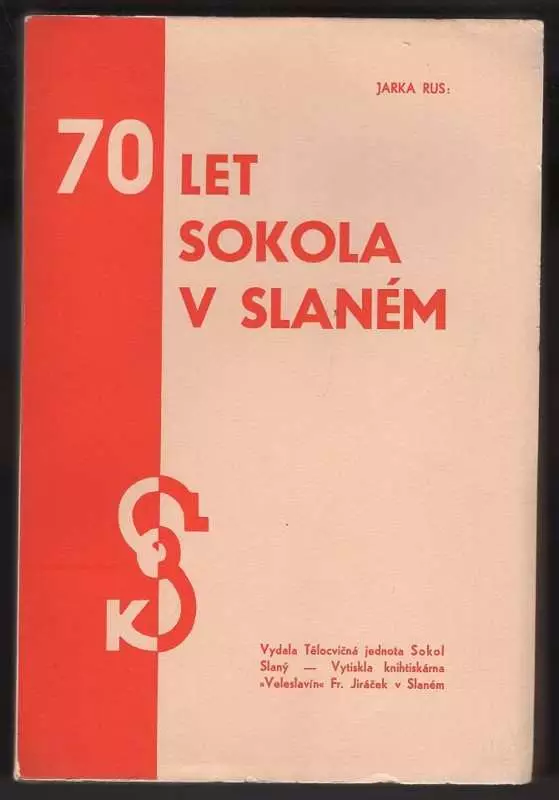 JARKA RUS:
70 LET
SOKOLA
V SLANÉM
SK
Vydala Tělocvičná jednota Sokol
Slaný — Vytiskla knihtiskárna
»Veleslavín« Fr. Jiráček v Slaném